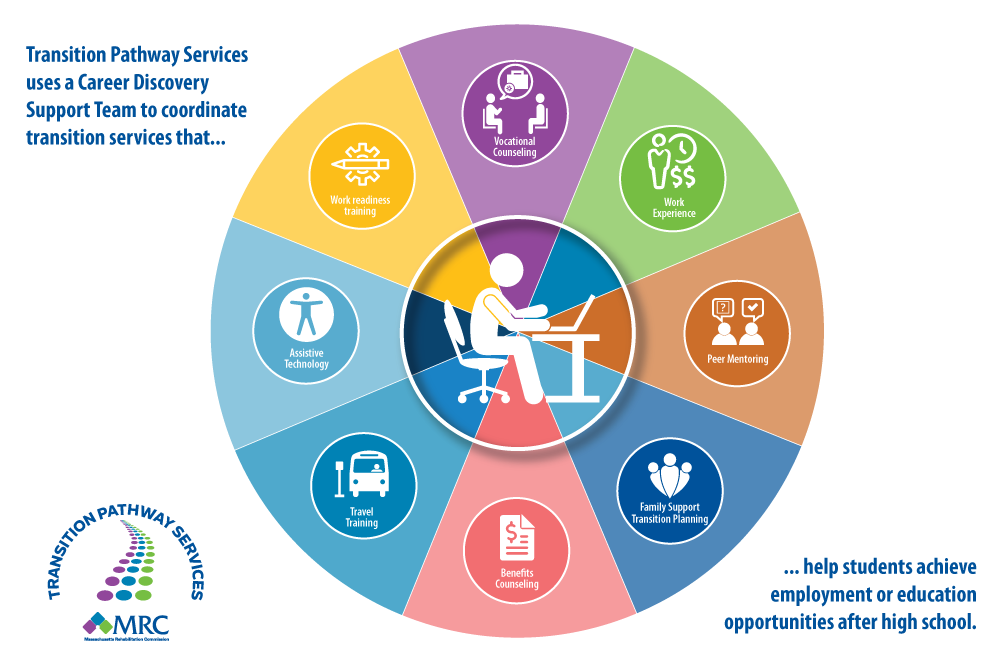 Transition Pathway Services
uses a Career Discovery
Support Team to coordinate
transition services that...
Vocational
Counseling
Work
Experience
Peer Mentoring
Family Support
Transition Planning
Benefits
Counseling
Travel
Training
Assistive
Technology
Work readiness
training
$$
?
$
TRANSITION PATHWAY SERVICES
MRC
Massachusetts Rehabilitation Commission
... help students achieve
employment or education
opportunities after high school.